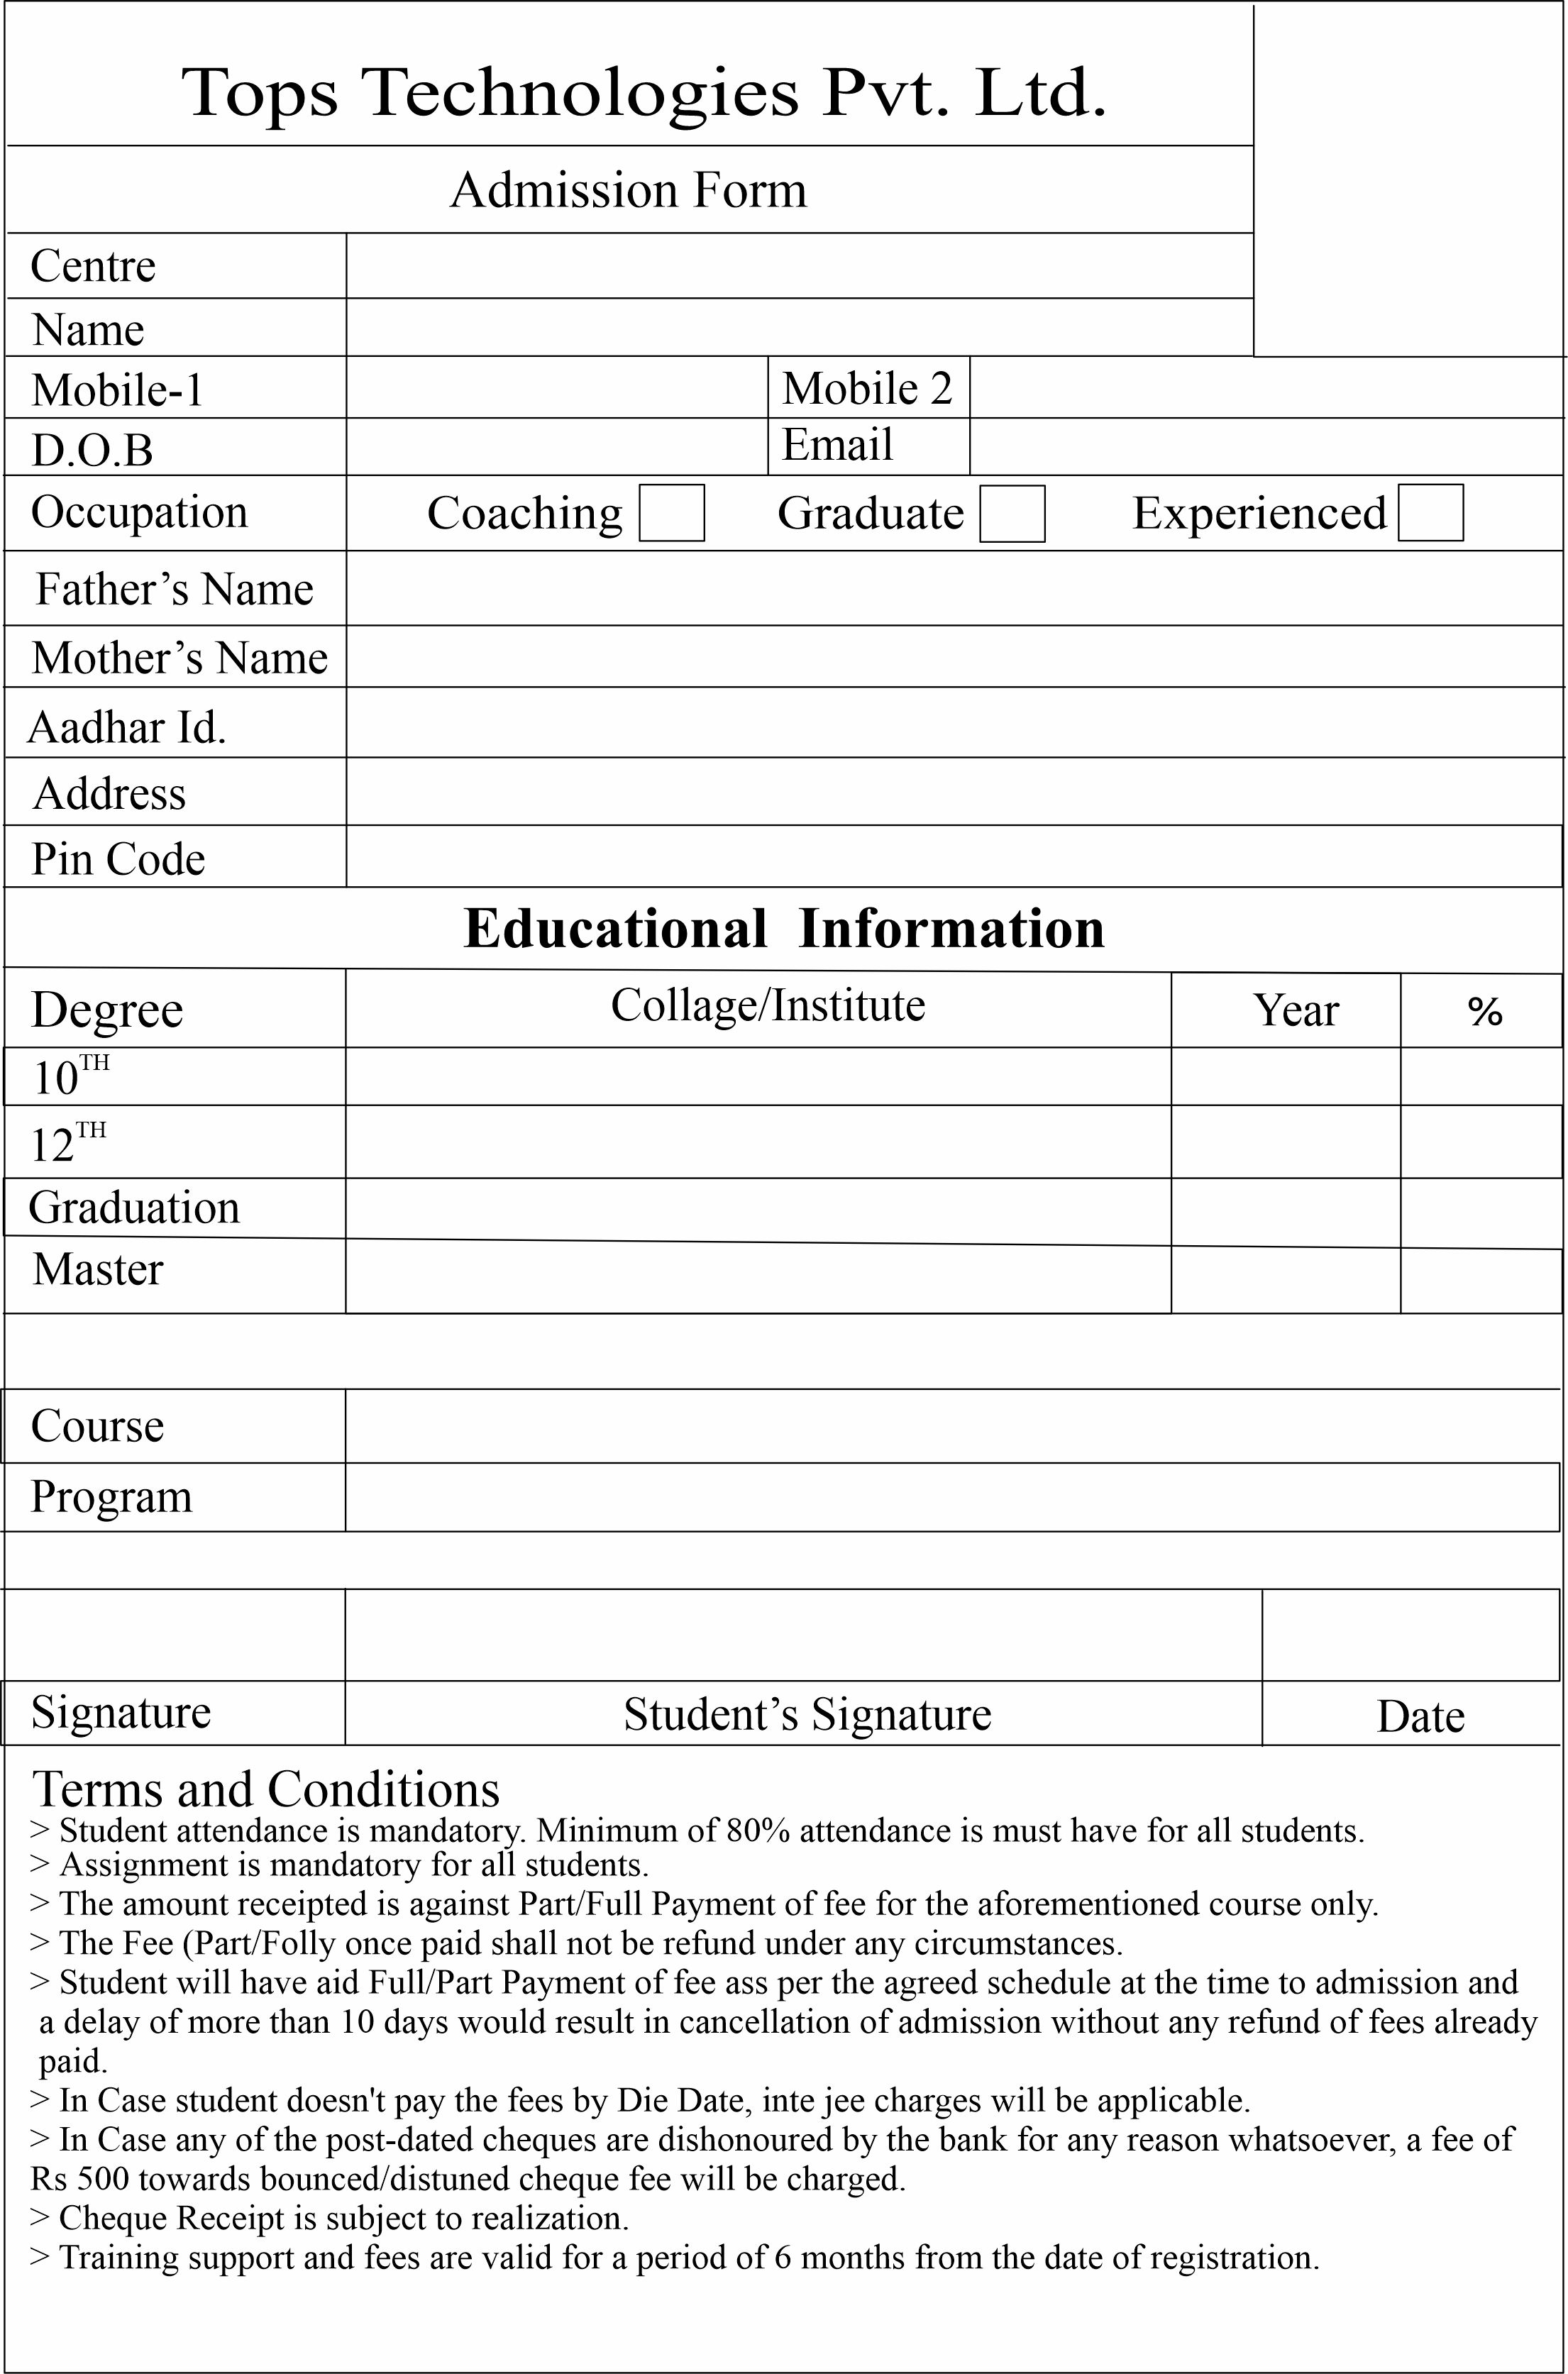 Tops Technologies Pvt. Ltd.
Admission Form
Centre
Name
Mobile-1 Mobile 2
D.O.B Email
Occupation Coaching Graduate Experienced
Father’s Name
Mother’s Name
Aadhar Id.
Address
Pin Code
Educational Information
Degree Collage/Institute Year %
10TH
12TH
Graduation
Master
Course
Program
Signature Student’s Signature Date
Terms and Conditions
> Student attendance is mandatory. Minimum of 80% attendance is must have for all students.
> Assignment is mandatory for all students.
> The amount receipted is against Part/Full Payment of fee for the aforementioned course only.
> The Fee (Part/Folly once paid shall not be refund under any circumstances.
> Student will have aid Full/Part Payment of fee ass per the agreed schedule at the time to admission and
a delay of more than 10 days would result in cancellation of admission without any refund of fees already
paid.
> In Case student doesn't pay the fees by Die Date, inte jee charges will be applicable.
> In Case any of the post-dated cheques are dishonoured by the bank for any reason whatsoever, a fee of
Rs 500 towards bounced/distuned cheque fee will be charged.
> Cheque Receipt is subject to realization.
> Training support and fees are valid for a period of 6 months from the date of registration.